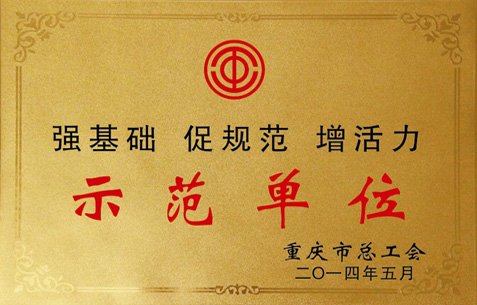 强基础 促规范 增活力
示范单位
重庆市总工会
二〇一四年五月